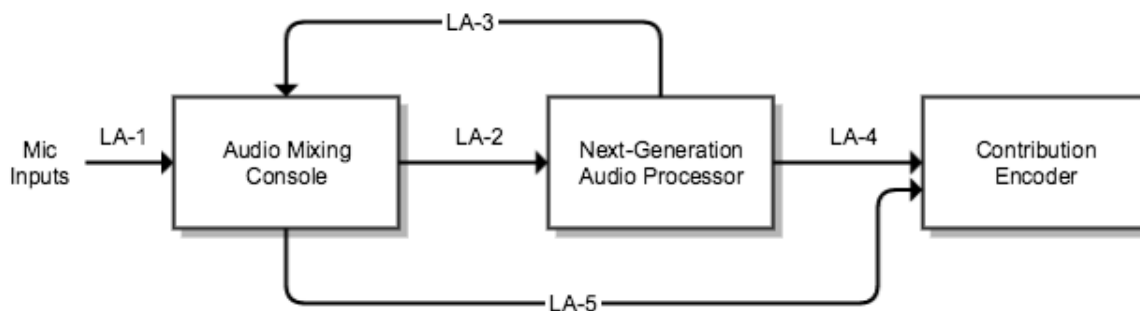 LA-3
Mic
Inputs
LA-1
Audio Mixing
Console
LA-2
Next-Generation
Audio Processor
LA-4
Contribution
Encoder
LA-5